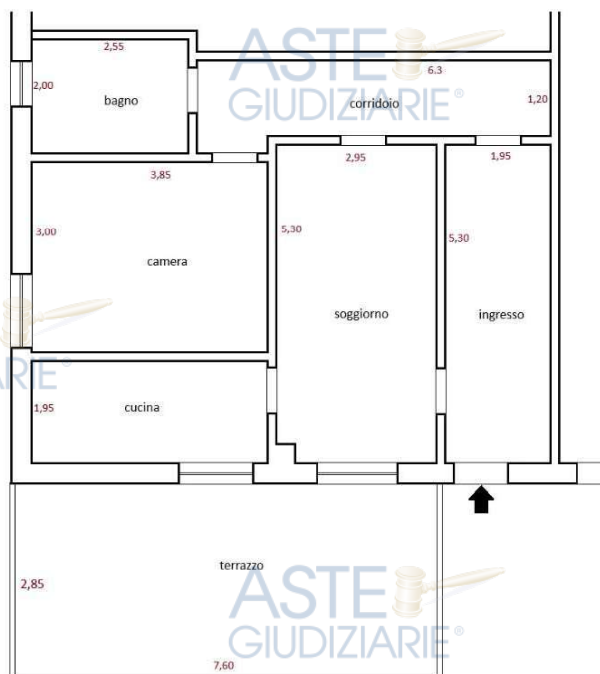 2,55
ASTE
GIUDIZIARIE®
6.3
2,00
bagno
corridoio
1,20
3,85
2,95
1,95
3,00
5,30
5,30
camera
soggiorno
ingresso
ARIE®
1,95
cucina
terrazzo
2,85
ASTE
GIUDIZIARIE®
7,60